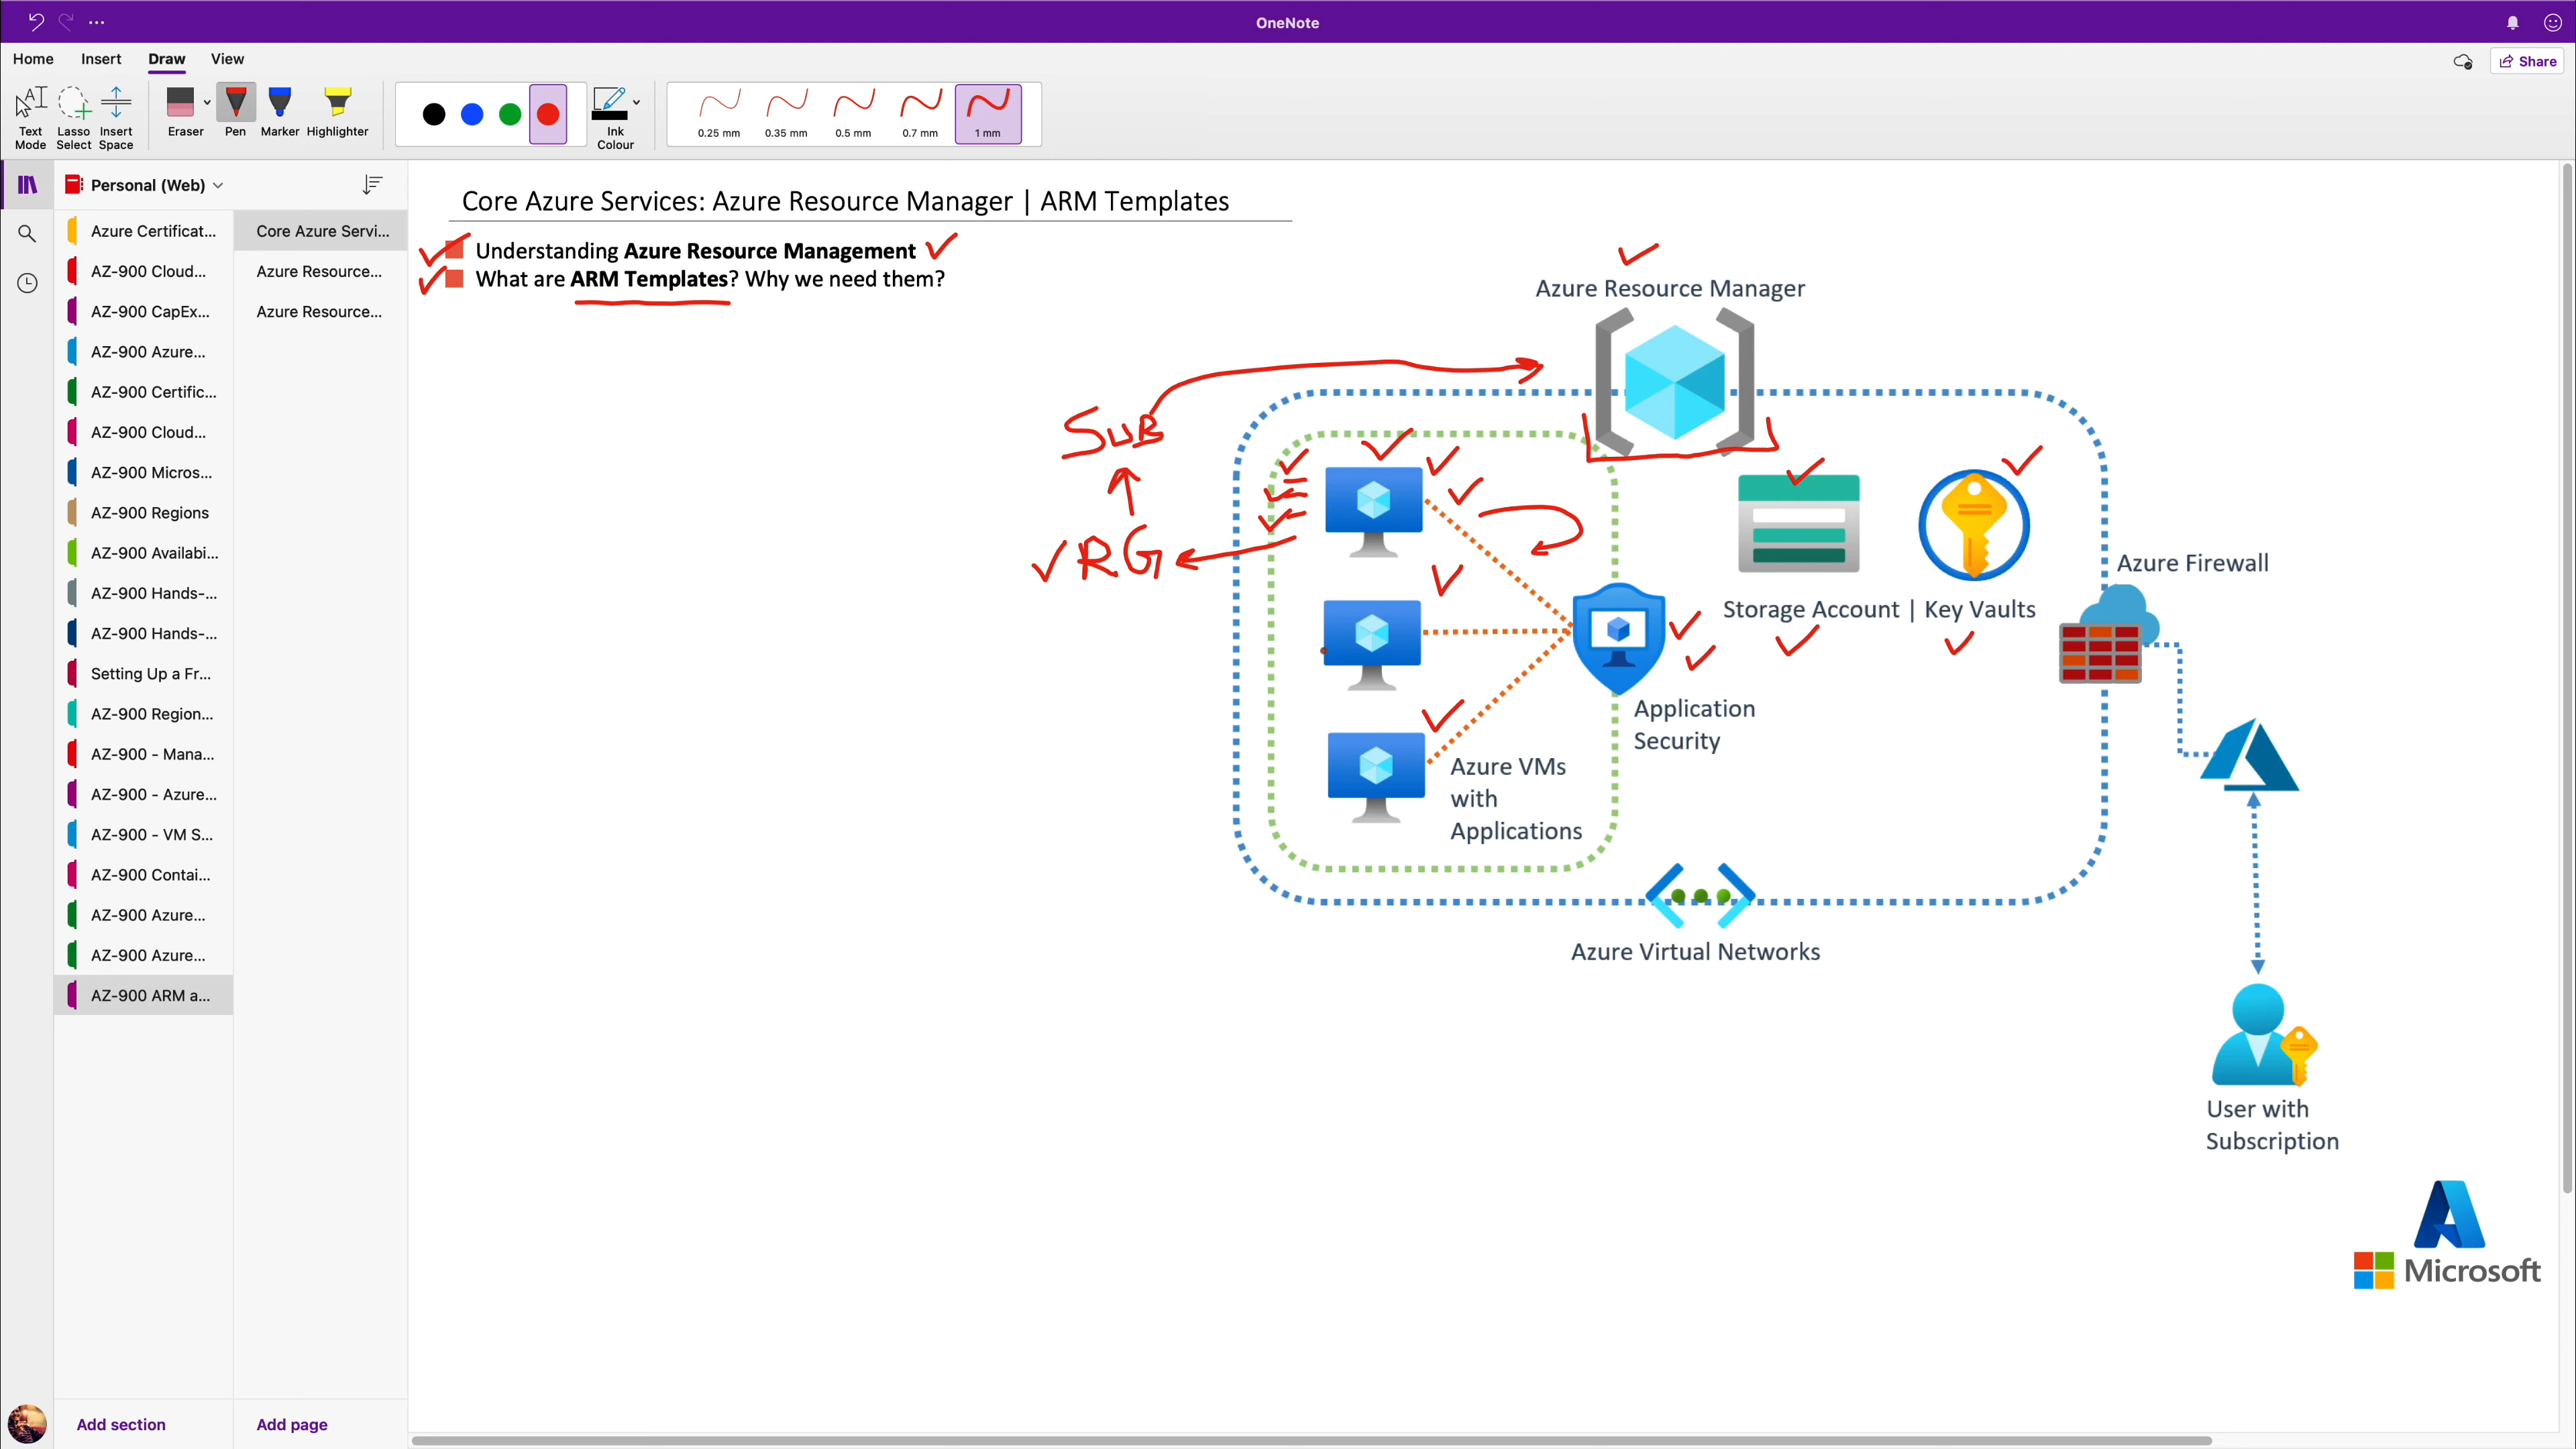 OneNote
Home Insert Draw View
Share
Text Mode
Lasso Select
Insert Space
Eraser
Pen
Marker
Highlighter
Ink Colour
0.25 mm
0.35 mm
0.5 mm
0.7 mm
1 mm
Personal (Web)
Azure Certificat...
AZ-900 Cloud...
AZ-900 CapEx...
AZ-900 Azure...
AZ-900 Certific...
AZ-900 Cloud...
AZ-900 Micros...
AZ-900 Regions
AZ-900 Availabi...
AZ-900 Hands-...
AZ-900 Hands-...
Setting Up a Fr...
AZ-900 Region...
AZ-900 - Mana...
AZ-900 - Azure...
AZ-900 - VM S...
AZ-900 Contai...
AZ-900 Azure...
AZ-900 Azure...
AZ-900 ARM a...
Add section
Core Azure Servi...
Azure Resource...
Azure Resource...
Add page
Core Azure Services: Azure Resource Manager | ARM Templates
Understanding Azure Resource Management
What are ARM Templates? Why we need them?
Azure Resource Manager
SUB
RG
Storage Account | Key Vaults
Azure Firewall
Application
Security
Azure VMs
with
Applications
Azure Virtual Networks
User with
Subscription
Microsoft